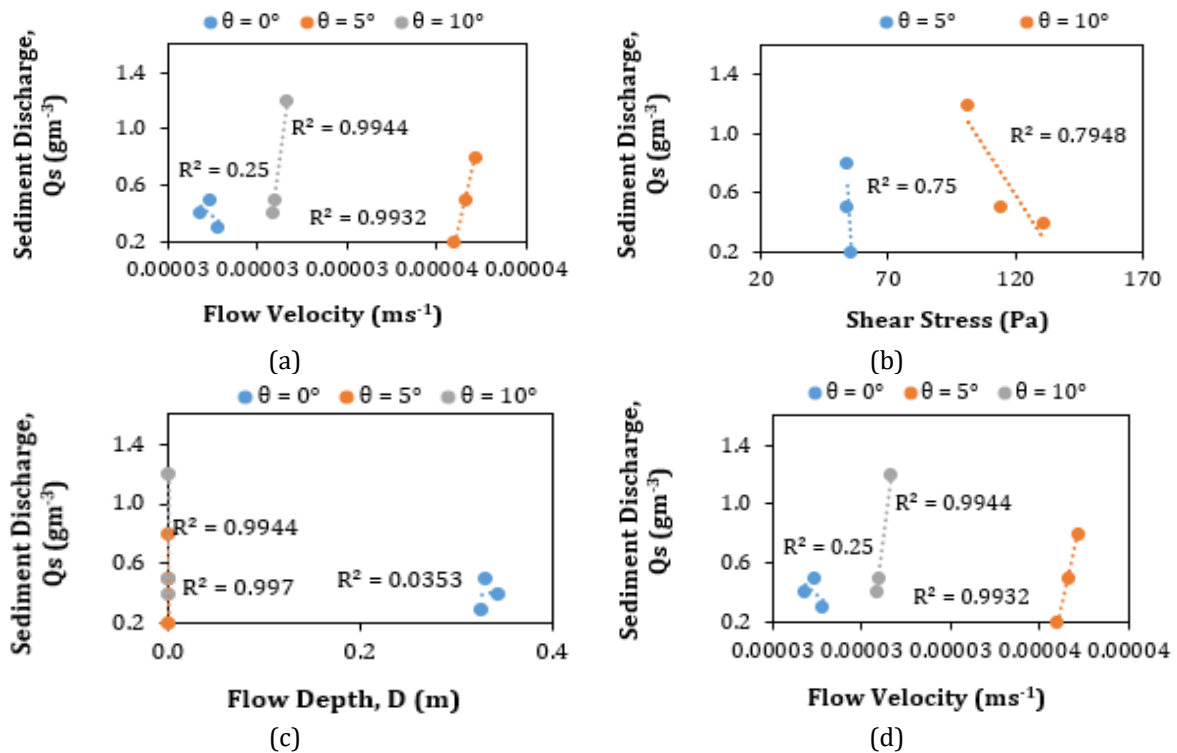 θ = 0° θ = 5° θ = 10°
Sediment Discharge,
Qs (gm⁻³)
1.4
1.0
0.6
0.2
R² = 0.9944
R² = 0.25
R² = 0.9932
0.00003 0.00003 0.00003 0.00004 0.00004
Flow Velocity (ms⁻¹)
(a)
θ = 5° θ = 10°
Sediment Discharge,
Qs (gm⁻³)
1.4
1.0
0.6
0.2
R² = 0.7948
R² = 0.75
20 70 120 170
Shear Stress (Pa)
(b)
θ = 0° θ = 5° θ = 10°
Sediment Discharge,
Qs (gm⁻³)
1.4
1.0
0.6
0.2
R² = 0.9944
R² = 0.997
R² = 0.0353
0.0 0.2 0.4
Flow Depth, D (m)
(c)
θ = 0° θ = 5° θ = 10°
Sediment Discharge,
Qs (gm⁻³)
1.4
1.0
0.6
0.2
R² = 0.9944
R² = 0.25
R² = 0.9932
0.00003 0.00003 0.00003 0.00004 0.00004
Flow Velocity (ms⁻¹)
(d)